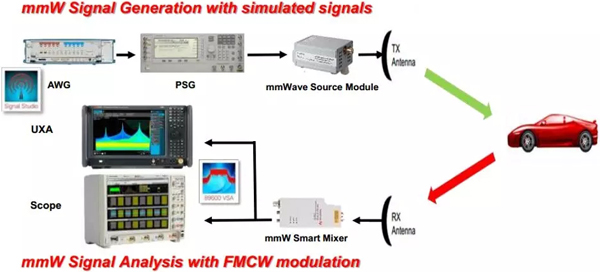 mmW Signal Generation with simulated signals
TX
Antenna
AWG
PSG
mmWave Source Module
Signal Studio
UXA
89600 VSA
Scope
mmW Smart Mixer
RX
Antenna
mmW Signal Analysis with FMCW modulation